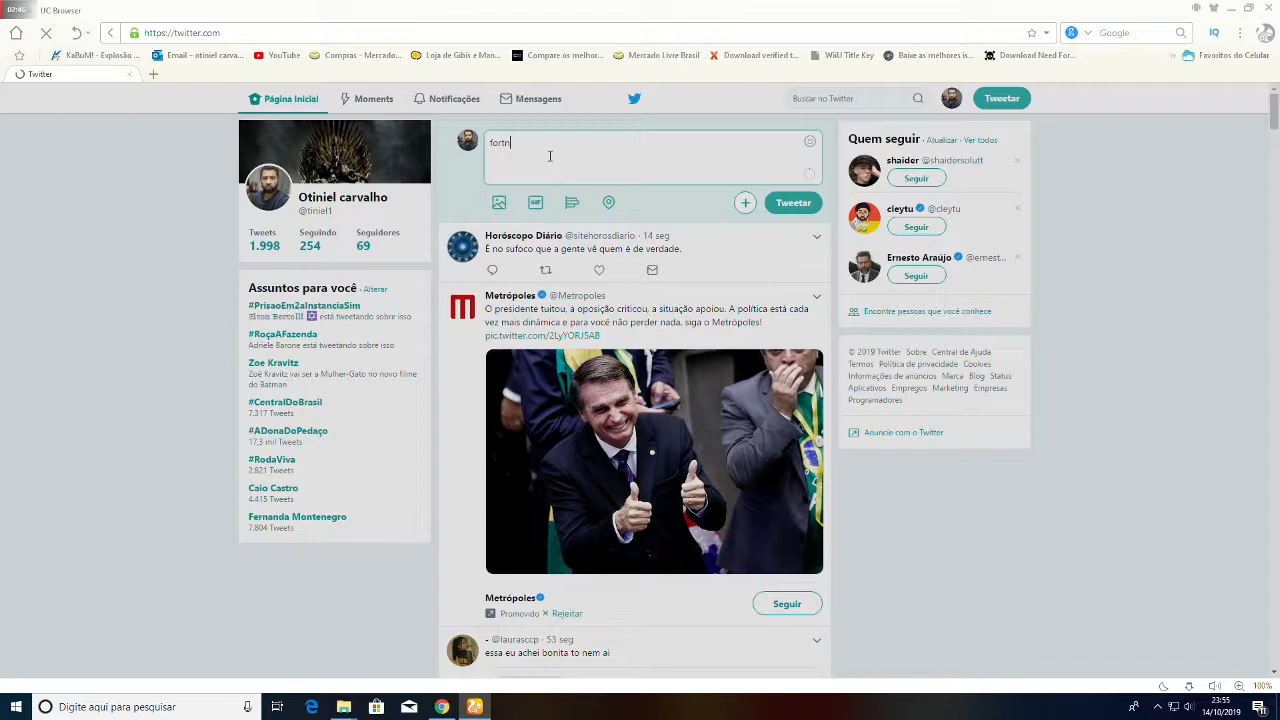 02:46
UC Browser
https://twitter.com
Google
KaBuM! - Explosão ...
Email – otiniel carv...
YouTube
Compras - Mercado...
Loja de Gibis e Man...
Compare os melhor...
Mercado Livre Brasil
Download verified t...
WiiU Title Key
Baixe as melhores i...
Download Need For...
Favoritos do Celular
Twitter
Página Inicial
Moments
Notificações
Mensagens
Buscar no Twitter
Tweetar
fortn
Tweetar
Otiniel carvalho
@tiniel1
Tweets Seguindo Seguidores
1.998 254 69
Assuntos para você · Alterar
#PrisaoEm2aInstanciaSim
está tweetando sobre isso
#RoçaAFazenda
Adriele Barone está tweetando sobre isso
Zoe Kravitz
Zoë Kravitz vai ser a Mulher-Gato no novo filme
do Batman
#CentralDoBrasil
7.317 Tweets
#ADonaDoPedaço
17,3 mil Tweets
#RodaViva
2.821 Tweets
Caio Castro
4.415 Tweets
Fernanda Montenegro
7.804 Tweets
Horóscopo Diário @sitehorosdiario · 14 seg
É no sufoco que a gente vê quem é de verdade.
Metrópoles @Metropoles
O presidente tuitou, a oposição criticou, a situação apoiou. A política está cada
vez mais dinâmica e para você não perder nada, siga o Metrópoles!
pic.twitter.com/2LyYORJ5AB
Metrópoles
Seguir
Promovido × Rejeitar
- @laurasccp · 53 seg
essa eu achei bonita to nem ai
Quem seguir · Atualizar · Ver todos
shaider @shaidersolutt
Seguir
cleytu @cleytu
Seguir
Ernesto Araújo @ernest...
Seguir
Encontre pessoas que você conhece
© 2019 Twitter Sobre Central de Ajuda
Termos Política de privacidade Cookies
Informações de anúncios Marca Blog Status
Aplicativos Empregos Marketing Empresas
Programadores
Anuncie com o Twitter
100%
Digite aqui para pesquisar
23:55
14/10/2019